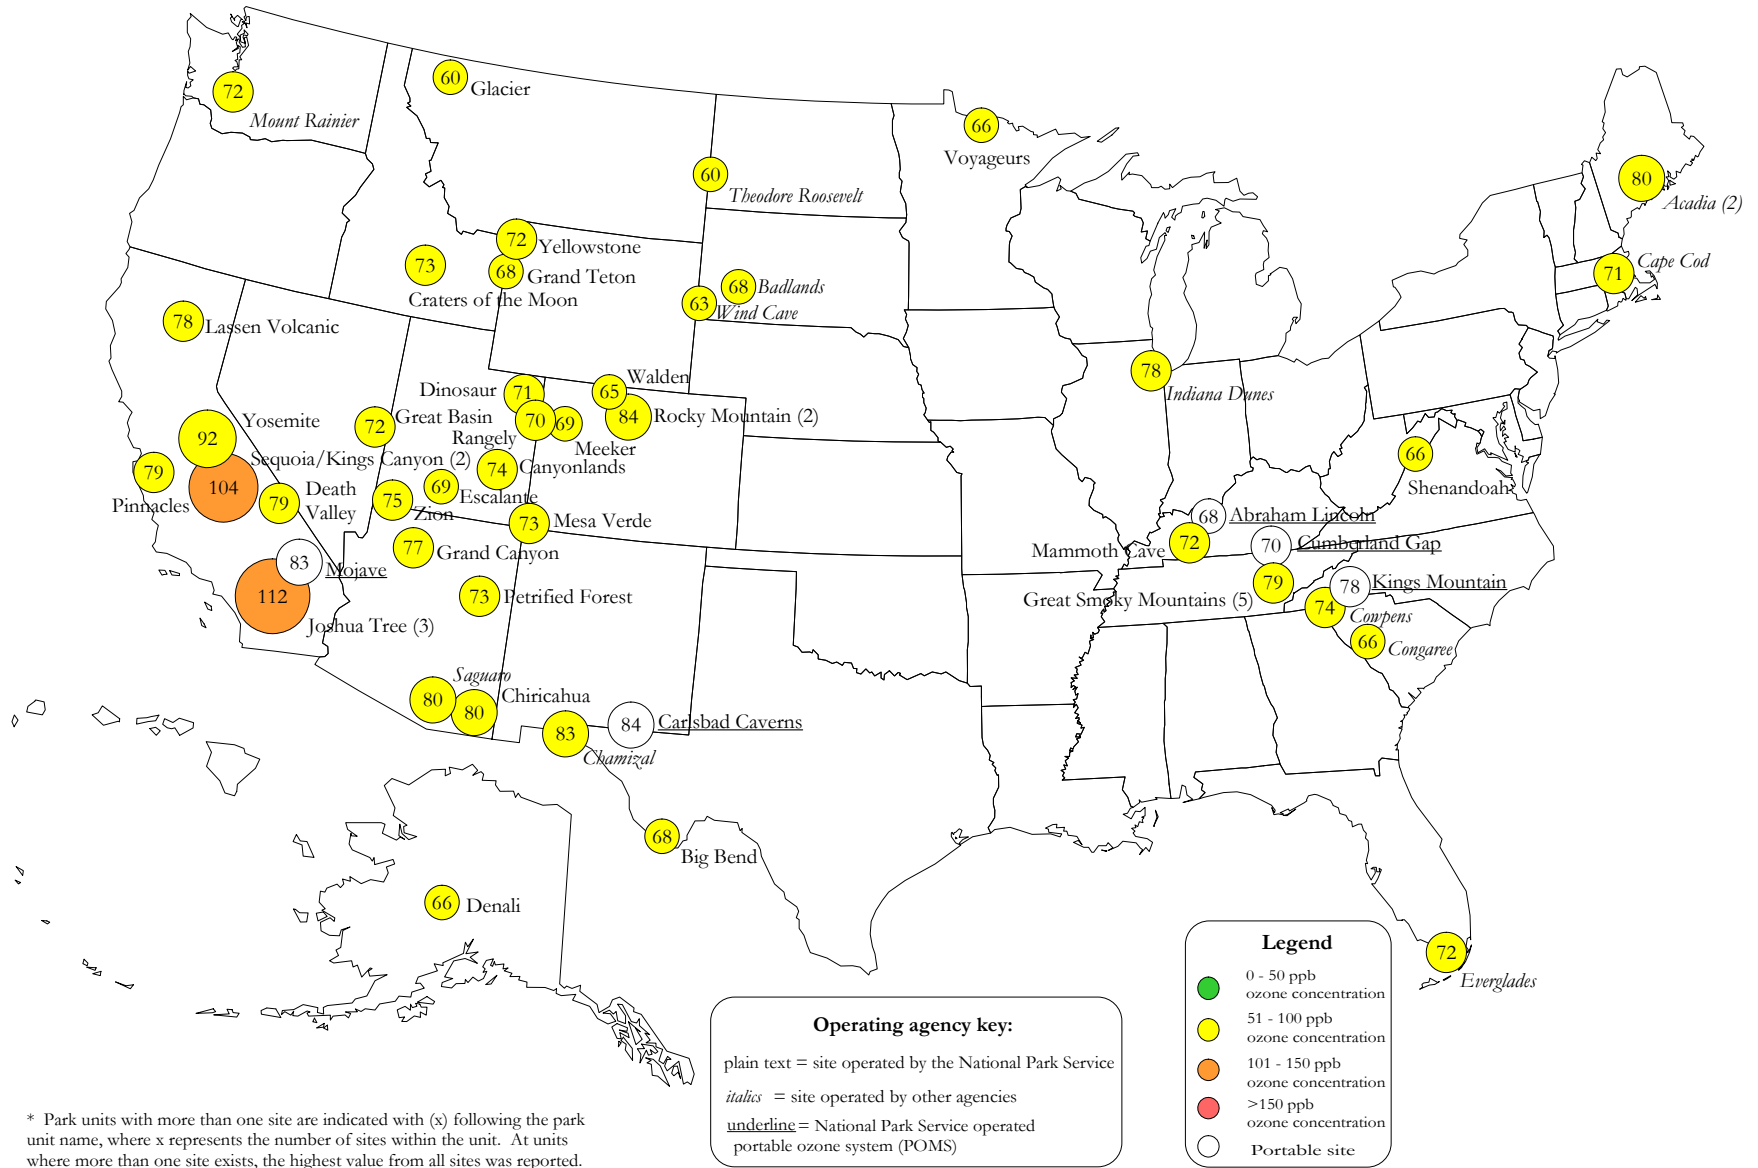 60
Glacier
72
Mount Rainier
66
Voyageurs
60
Theodore Roosevelt
80
Acadia (2)
72
Yellowstone
73
68
Grand Teton
Craters of the Moon
68
Badlands
63
Wind Cave
71
Cape Cod
78
Lassen Volcanic
78
Indiana Dunes
Walden
65
Dinosaur
71
84
Rocky Mountain (2)
Great Basin
72
70
69
Rangely
Meeker
Yosemite
92
Sequoia/Kings Canyon (2)
74
Canyonlands
79
Pinnacles
104
79
Death
Valley
75
Zion
69
Escalante
66
Shenandoah
73
Mesa Verde
77
Grand Canyon
68
Abraham Lincoln
Mammoth Cave
72
70
Cumberland Gap
83
Mojave
112
Joshua Tree (3)
73
Petrified Forest
79
Great Smoky Mountains (5)
78
Kings Mountain
74
Cowpens
66
Congaree
Saguaro
80
80
Chiricahua
83
Chamizal
84
Carlsbad Caverns
68
Big Bend
66
Denali
72
Everglades
Legend
0 - 50 ppb
ozone concentration
51 - 100 ppb
ozone concentration
101 - 150 ppb
ozone concentration
>150 ppb
ozone concentration
Portable site
Operating agency key:
plain text = site operated by the National Park Service
italics = site operated by other agencies
underline = National Park Service operated
portable ozone system (POMS)
* Park units with more than one site are indicated with (x) following the park
unit name, where x represents the number of sites within the unit. At units
where more than one site exists, the highest value from all sites was reported.